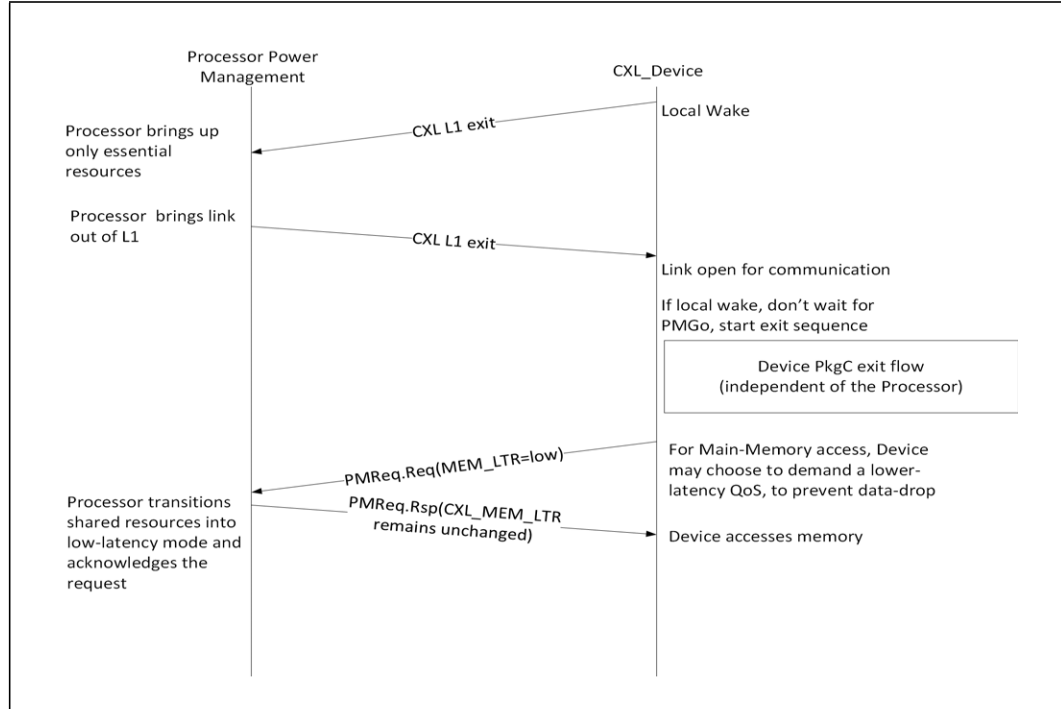 Processor Power
Management
CXL_Device
Local Wake
CXL L1 exit
Processor brings up
only essential
resources
Processor  brings link
out of L1
CXL L1 exit
Link open for communication
If local wake, don’t wait for
PMGo, start exit sequence
Device PkgC exit flow
(independent of the Processor)
PMReq.Req(MEM_LTR=low)
For Main-Memory access, Device
may choose to demand a lower-
latency QoS, to prevent data-drop
Processor transitions
shared resources into
low-latency mode and
acknowledges the
request
PMReq.Rsp(CXL_MEM_LTR
remains unchanged)
Device accesses memory